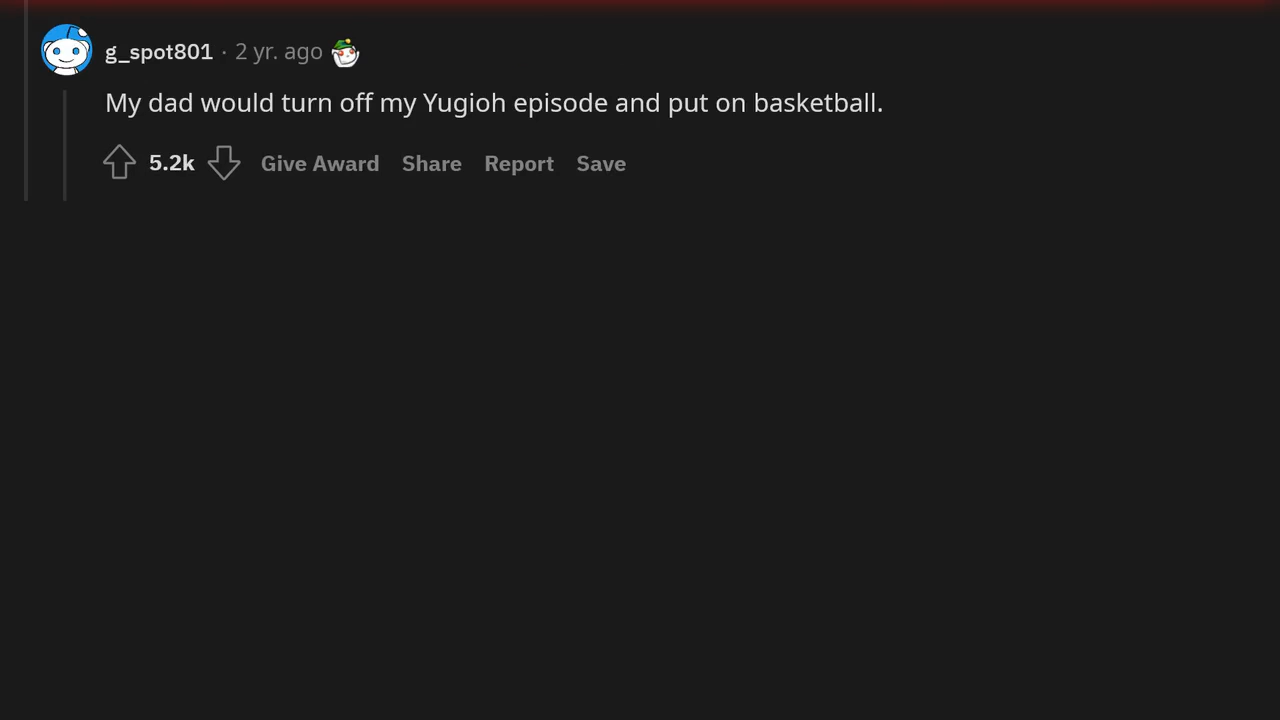 g_spot801 · 2 yr. ago
My dad would turn off my Yugioh episode and put on basketball.
5.2k Give Award Share Report Save